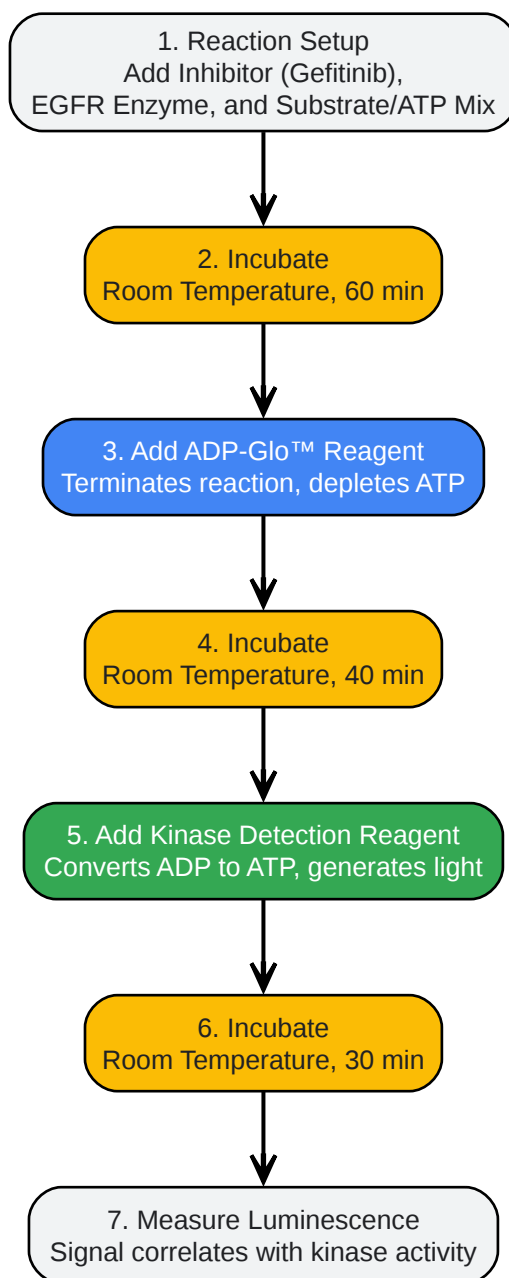 1. Reaction Setup
Add Inhibitor (Gefitinib),
EGFR Enzyme, and Substrate/ATP Mix
2. Incubate
Room Temperature, 60 min
3. Add ADP-Glo™ Reagent
Terminates reaction, depletes ATP
4. Incubate
Room Temperature, 40 min
5. Add Kinase Detection Reagent
Converts ADP to ATP, generates light
6. Incubate
Room Temperature, 30 min
7. Measure Luminescence
Signal correlates with kinase activity